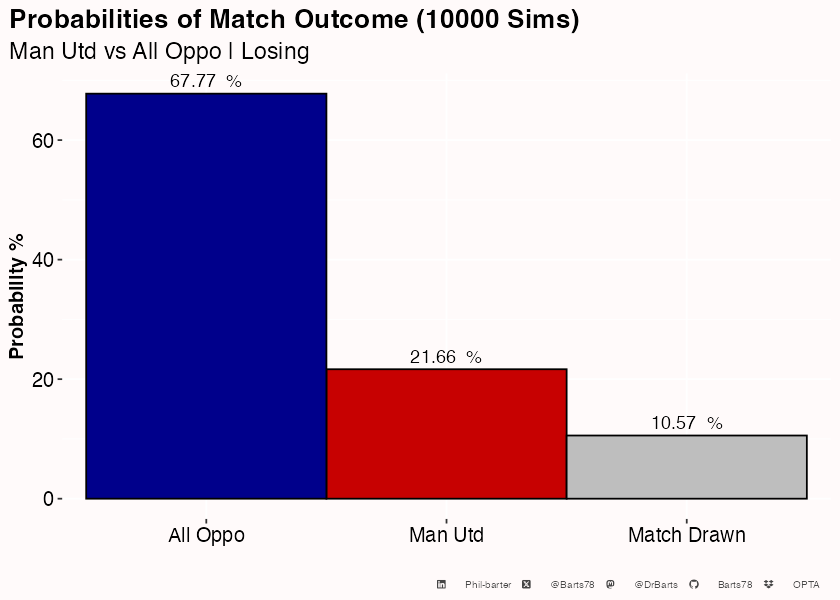 Probabilities of Match Outcome (10000 Sims)
Man Utd vs All Oppo | Losing
67.77 %
60
Probability %
40
21.66 %
20
10.57 %
0
All Oppo Man Utd Match Drawn
Phil-barter @Barts78 @DrBarts Barts78 OPTA